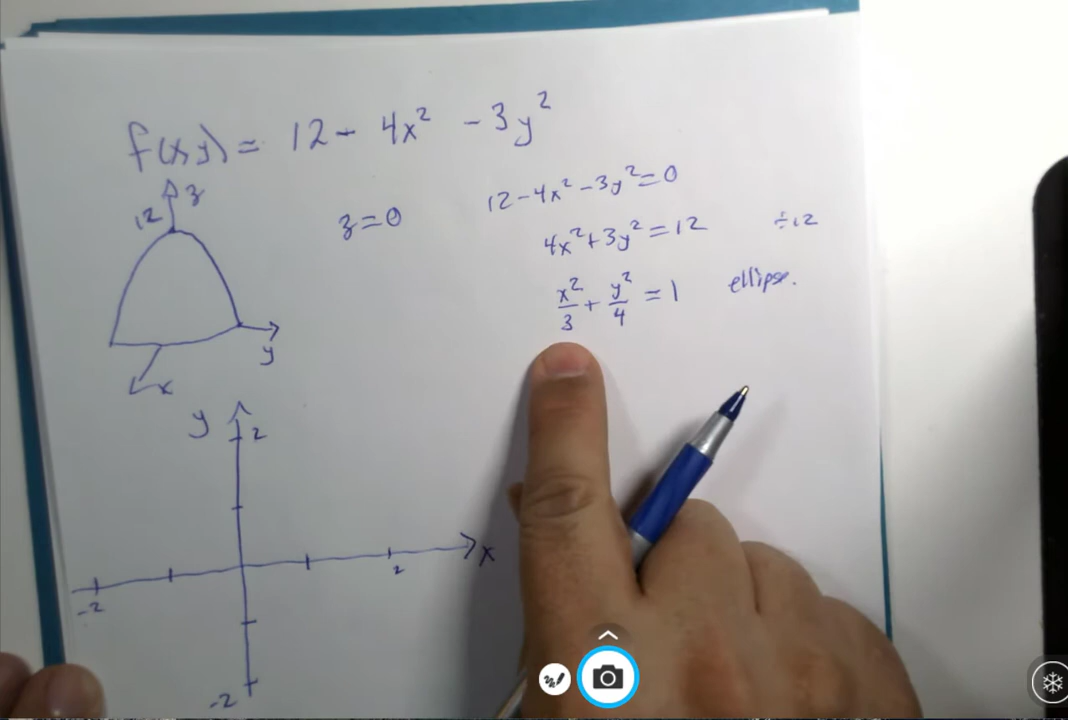 f(x,y) = 12 - 4x² - 3y²
z
12
z=0
12-4x²-3y²=0
4x²+3y²=12 ÷12
x²/3 + y²/4 = 1 ellipse.
y
x
y
2
x
2
-2
-2